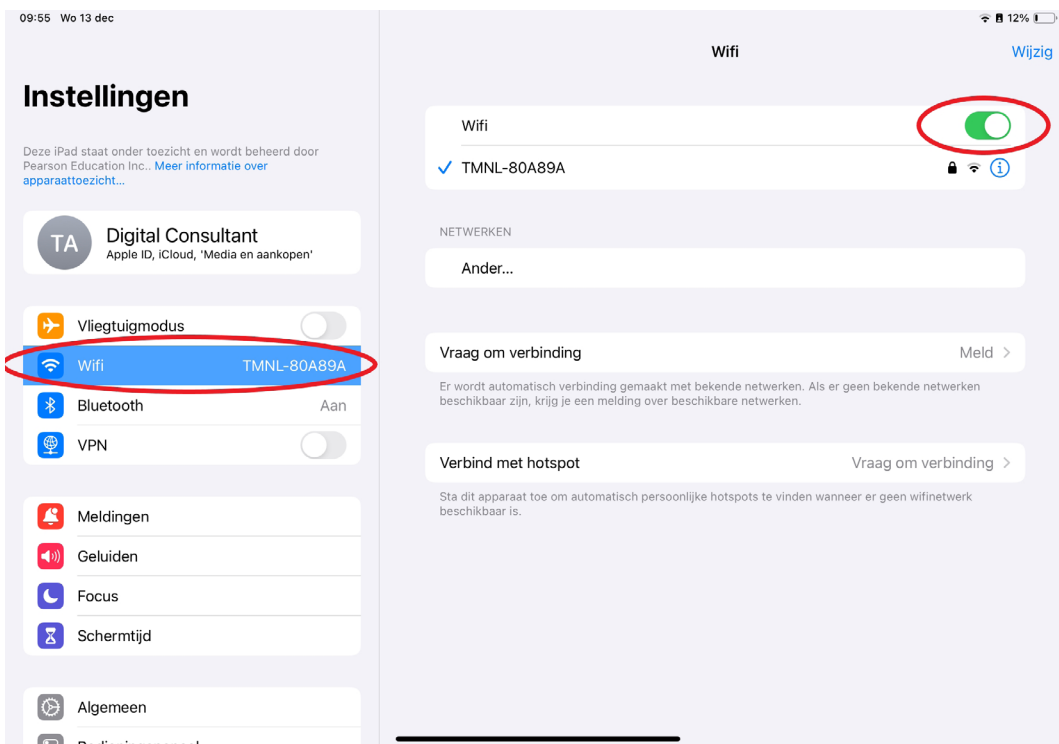 09:55 Wo 13 dec
12%
Instellingen
Deze iPad staat onder toezicht en wordt beheerd door
Pearson Education Inc.. Meer informatie over
apparaattoezicht...
TA
Digital Consultant
Apple ID, iCloud, 'Media en aankopen'
Vliegtuigmodus
Wifi TMNL-80A89A
Bluetooth Aan
VPN
Meldingen
Geluiden
Focus
Schermtijd
Algemeen
Wifi
Wijzig
Wifi
TMNL-80A89A
NETWERKEN
Ander...
Vraag om verbinding Meld
Er wordt automatisch verbinding gemaakt met bekende netwerken. Als er geen bekende netwerken
beschikbaar zijn, krijg je een melding over beschikbare netwerken.
Verbind met hotspot Vraag om verbinding
Sta dit apparaat toe om automatisch persoonlijke hotspots te vinden wanneer er geen wifinetwerk
beschikbaar is.